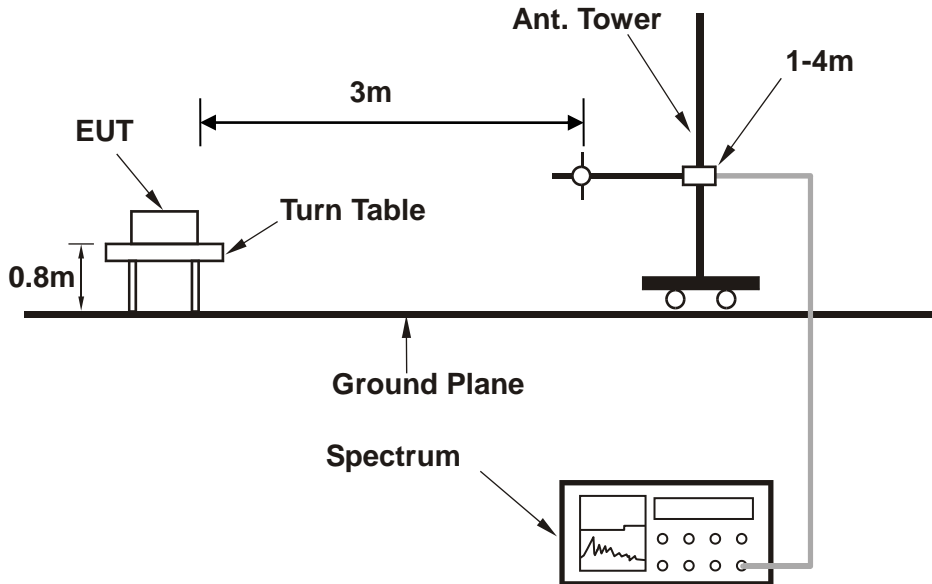 Ant. Tower
1-4m
3m
EUT
Turn Table
0.8m
Ground Plane
Spectrum